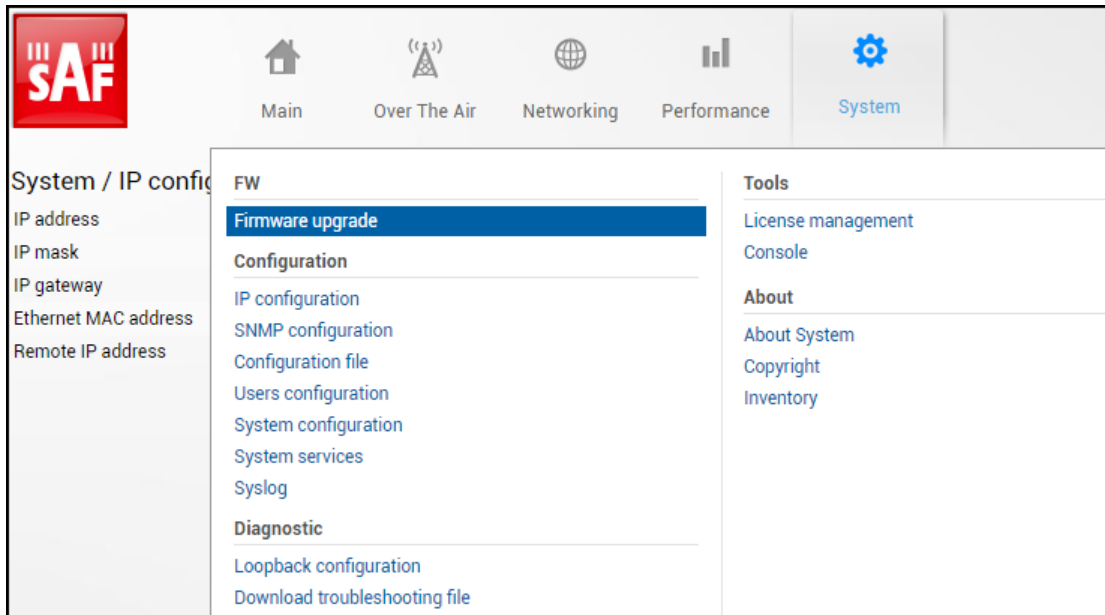 SAF
Main
Over The Air
Networking
Performance
System
System / IP config
IP address
IP mask
IP gateway
Ethernet MAC address
Remote IP address
FW
Firmware upgrade
Configuration
IP configuration
SNMP configuration
Configuration file
Users configuration
System configuration
System services
Syslog
Diagnostic
Loopback configuration
Download troubleshooting file
Tools
License management
Console
About
About System
Copyright
Inventory